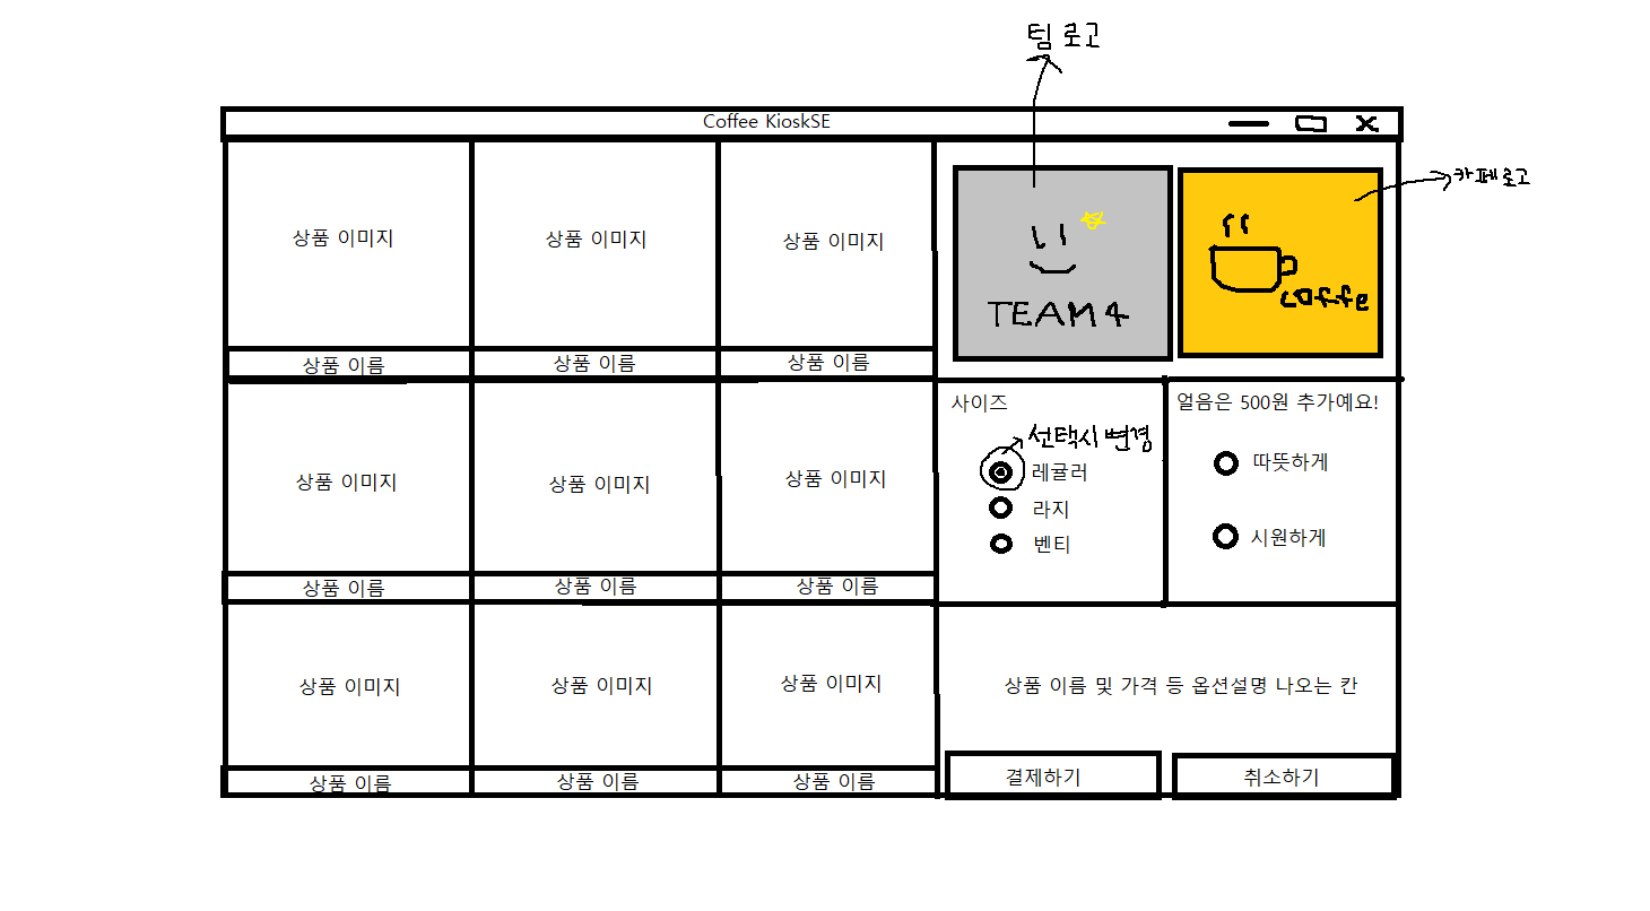 팀로고
Coffee KioskSE
카페로고
상품 이미지
상품 이미지
상품 이미지
TEAM4
coffe
상품 이름
상품 이름
상품 이름
사이즈
선택시 변경
레귤러
라지
벤티
얼음은 500원 추가예요!
따뜻하게
시원하게
상품 이미지
상품 이미지
상품 이미지
상품 이름
상품 이름
상품 이름
상품 이미지
상품 이미지
상품 이미지
상품 이름 및 가격 등 옵션설명 나오는 칸
상품 이름
상품 이름
상품 이름
결제하기
취소하기